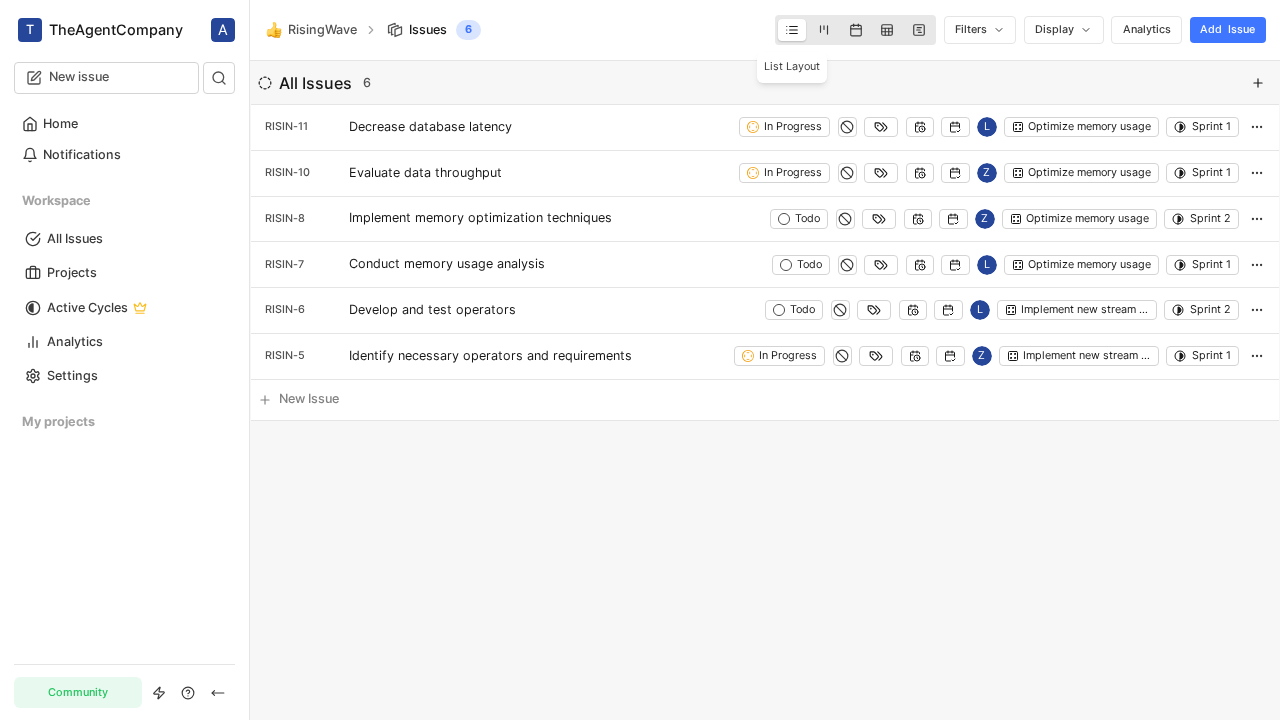 T TheAgentCompany A
New issue
Home
Notifications
Workspace
All Issues
Projects
Active Cycles
Analytics
Settings
My projects
Community
RisingWave Issues 6
Filters Display Analytics Add Issue
List Layout
All Issues 6
RISIN-11 Decrease database latency In Progress L Optimize memory usage Sprint 1
RISIN-10 Evaluate data throughput In Progress Z Optimize memory usage Sprint 1
RISIN-8 Implement memory optimization techniques Todo Z Optimize memory usage Sprint 2
RISIN-7 Conduct memory usage analysis Todo L Optimize memory usage Sprint 1
RISIN-6 Develop and test operators Todo L Implement new stream ... Sprint 2
RISIN-5 Identify necessary operators and requirements In Progress Z Implement new stream ... Sprint 1
New Issue